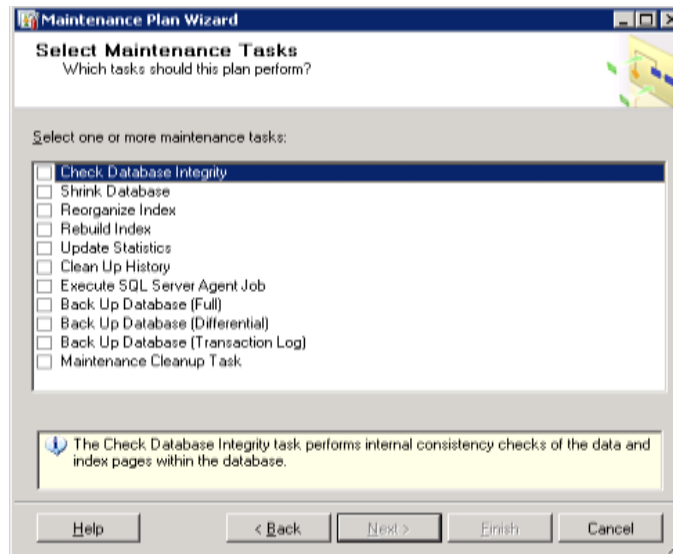 Maintenance Plan Wizard
Select Maintenance Tasks
Which tasks should this plan perform?
Select one or more maintenance tasks:
Check Database Integrity
Shrink Database
Reorganize Index
Rebuild Index
Update Statistics
Clean Up History
Execute SQL Server Agent Job
Back Up Database (Full)
Back Up Database (Differential)
Back Up Database (Transaction Log)
Maintenance Cleanup Task
The Check Database Integrity task performs internal consistency checks of the data and
index pages within the database.
Help < Back Next > Finish Cancel